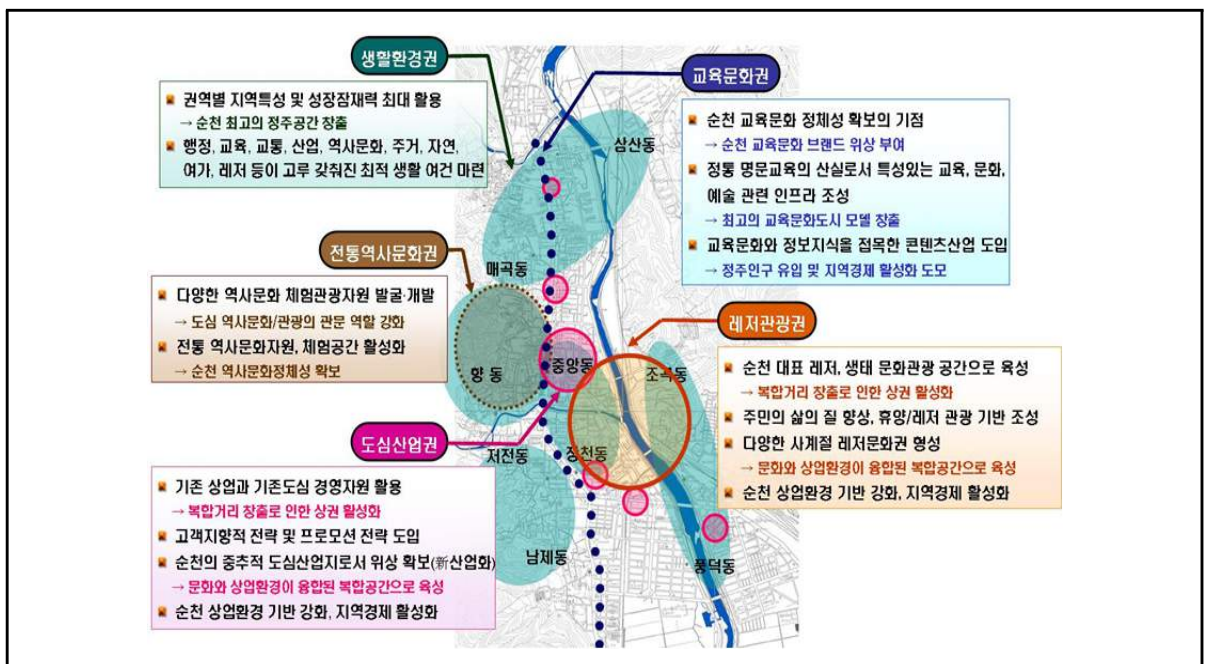 생활환경권
권역별 지역특성 및 성장잠재력 최대 활용
→ 순천 최고의 정주공간 창출
행정, 교육, 교통, 산업, 역사문화, 주거, 자연,
여가, 레저 등이 고루 갖춰진 최적 생활 여건 마련
교육문화권
순천 교육문화 정체성 확보의 기점
→ 순천 교육문화 브랜드 위상 부여
정통 명문교육의 산실로서 특성있는 교육, 문화,
예술 관련 인프라 조성
→ 최고의 교육문화도시 모델 창출
교육문화와 정보지식을 접목한 콘텐츠산업 도입
→ 정주인구 유입 및 지역경제 활성화 도모
전통역사문화권
다양한 역사문화 체험관광자원 발굴·개발
→ 도심 역사문화/관광의 관문 역할 강화
전통 역사문화자원, 체험공간 활성화
→ 순천 역사문화정체성 확보
레저관광권
순천 대표 레저, 생태 문화관광 공간으로 육성
→ 복합거리 창출로 인한 상권 활성화
주민의 삶의 질 향상, 휴양/레저 관광 기반 조성
다양한 사계절 레저문화권 형성
→ 문화와 상업환경이 융합된 복합공간으로 육성
순천 상업환경 기반 강화, 지역경제 활성화
도심산업권
기존 상업과 기존도심 경영자원 활용
→ 복합거리 창출로 인한 상권 활성화
고객지향적 전략 및 프로모션 전략 도입
순천의 중추적 도심산업지로서 위상 확보(新산업화)
→ 문화와 상업환경이 융합된 복합공간으로 육성
순천 상업환경 기반 강화, 지역경제 활성화
삼산동
매곡동
향 동
중앙동
조곡동
저전동
장천동
남제동
풍덕동